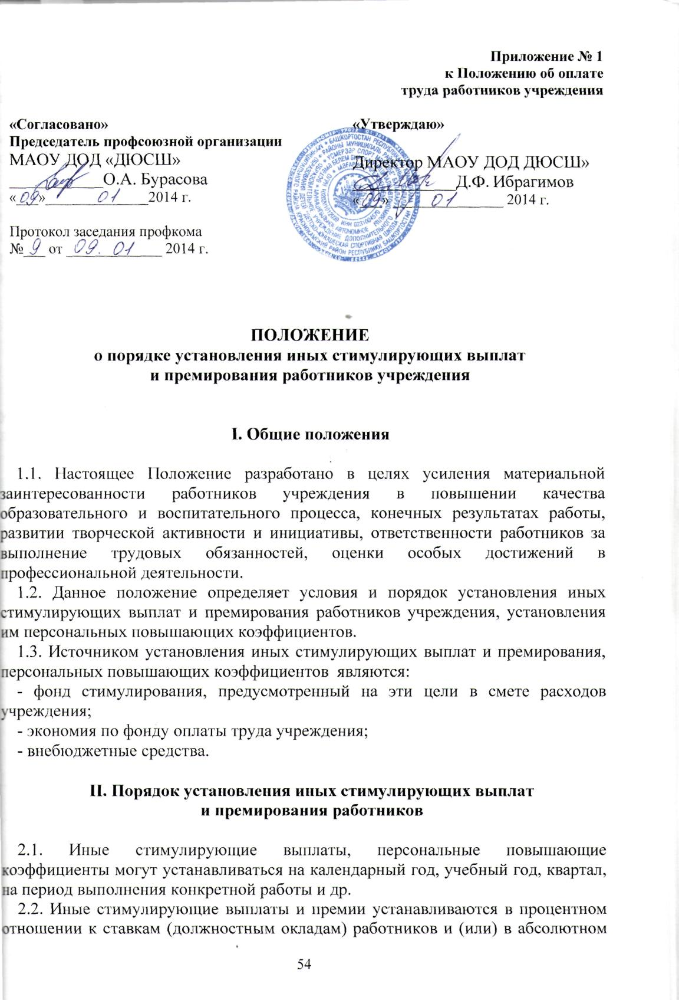 Приложение № 1
к Положению об оплате
труда работников учреждения
«Согласовано»
Председатель профсоюзной организации
МАОУ ДОД «ДЮСШ»
____________О.А. Бурасова
«09»______01______2014 г.
Протокол заседания профкома
№ 9 от 09. 01 2014 г.
«Утверждаю»
Директор МАОУ ДОД ДЮСШ»
____________Д.Ф. Ибрагимов
«09» ______01______ 2014 г.
ПОЛОЖЕНИЕ
о порядке установления иных стимулирующих выплат
и премирования работников учреждения
I. Общие положения
1.1. Настоящее Положение разработано в целях усиления материальной
заинтересованности работников учреждения в повышении качества
образовательного и воспитательного процесса, конечных результатах работы,
развитии творческой активности и инициативы, ответственности работников за
выполнение трудовых обязанностей, оценки особых достижений в
профессиональной деятельности.
1.2. Данное положение определяет условия и порядок установления иных
стимулирующих выплат и премирования работников учреждения, установления
им персональных повышающих коэффициентов.
1.3. Источником установления иных стимулирующих выплат и премирования,
персональных повышающих коэффициентов являются:
- фонд стимулирования, предусмотренный на эти цели в смете расходов
учреждения;
- экономия по фонду оплаты труда учреждения;
- внебюджетные средства.
II. Порядок установления иных стимулирующих выплат
и премирования работников
2.1. Иные стимулирующие выплаты, персональные повышающие
коэффициенты могут устанавливаться на календарный год, учебный год, квартал,
на период выполнения конкретной работы и др.
2.2. Иные стимулирующие выплаты и премии устанавливаются в процентном
отношении к ставкам (должностным окладам) работников и (или) в абсолютном
54